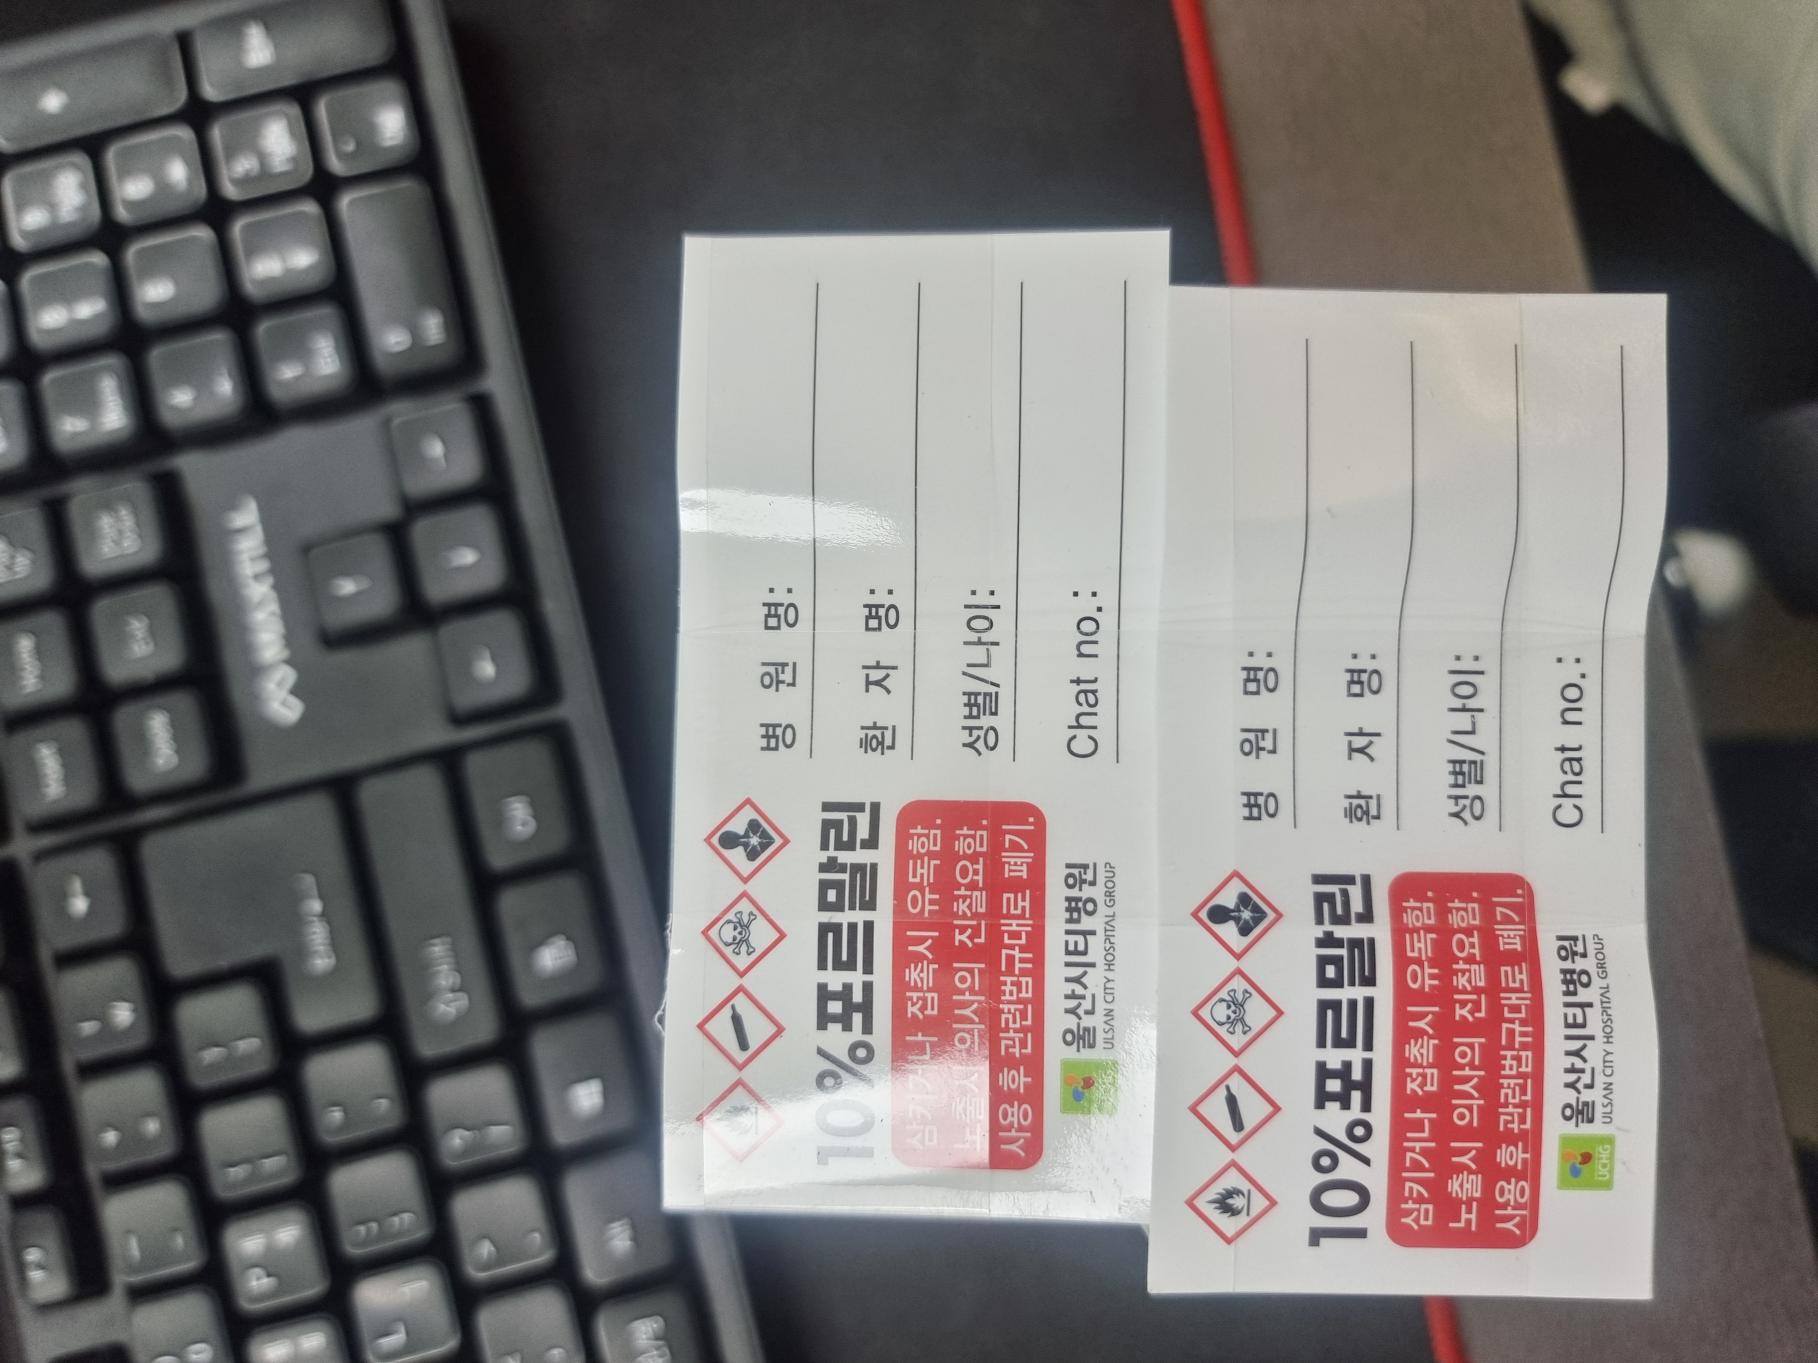 병 원 명:
환 자 명:
성별/나이:
Chat no.:
10%포르말린
삼키거나 접촉시 유독함.
노출시 의사의 진찰요함.
사용 후 관련법규대로 폐기.
울산시티병원
ULSAN CITY HOSPITAL GROUP
병 원 명:
환 자 명:
성별/나이:
Chat no.:
10%포르말린
삼키거나 접촉시 유독함.
노출시 의사의 진찰요함.
사용 후 관련법규대로 폐기.
UCHG
울산시티병원
ULSAN CITY HOSPITAL GROUP
MAXTILL
Home
End
Enter
Shift
Alt
P
L